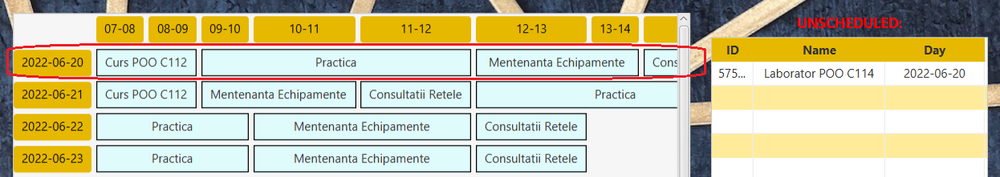 07-08 08-09 09-10 10-11 11-12 12-13 13-14
2022-06-20 Curs POO C112 Practica Mentenanta Echipamente Cons
2022-06-21 Curs POO C112 Mentenanta Echipamente Consultatii Retele Practica
2022-06-22 Practica Mentenanta Echipamente Consultatii Retele
2022-06-23 Practica Mentenanta Echipamente Consultatii Retele
UNSCHEDULED:
ID Name Day
575... Laborator POO C114 2022-06-20